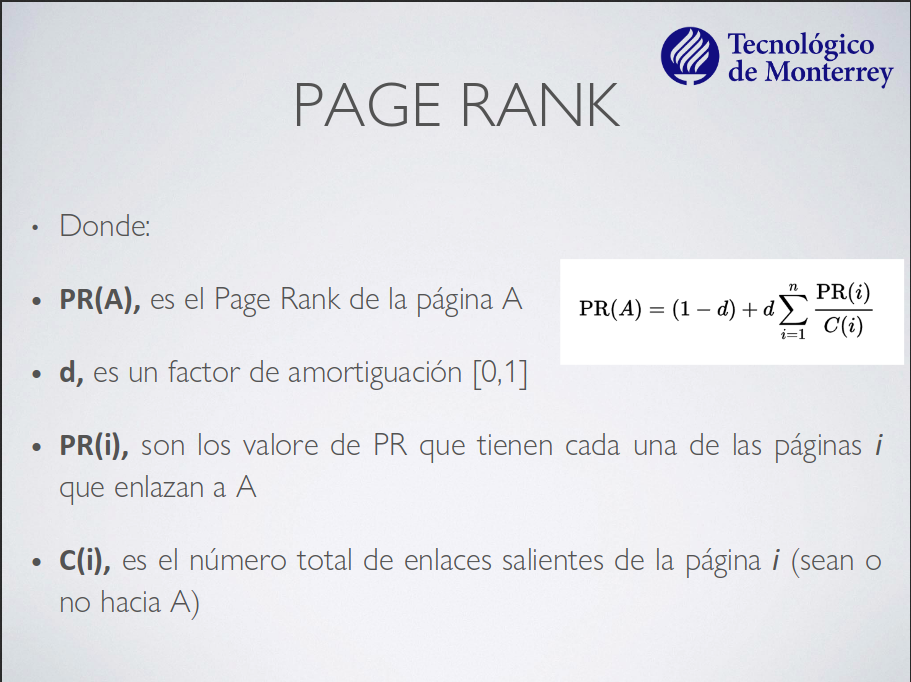 Tecnológico
de Monterrey
PAGE RANK
• Donde:
• PR(A), es el Page Rank de la página A
PR(A) = (1 − d) + d \sum_{i=1}^{n} \frac{PR(i)}{C(i)}
• d, es un factor de amortiguación [0,1]
• PR(i), son los valore de PR que tienen cada una de las páginas i
que enlazan a A
• C(i), es el número total de enlaces salientes de la página i (sean o
no hacia A)